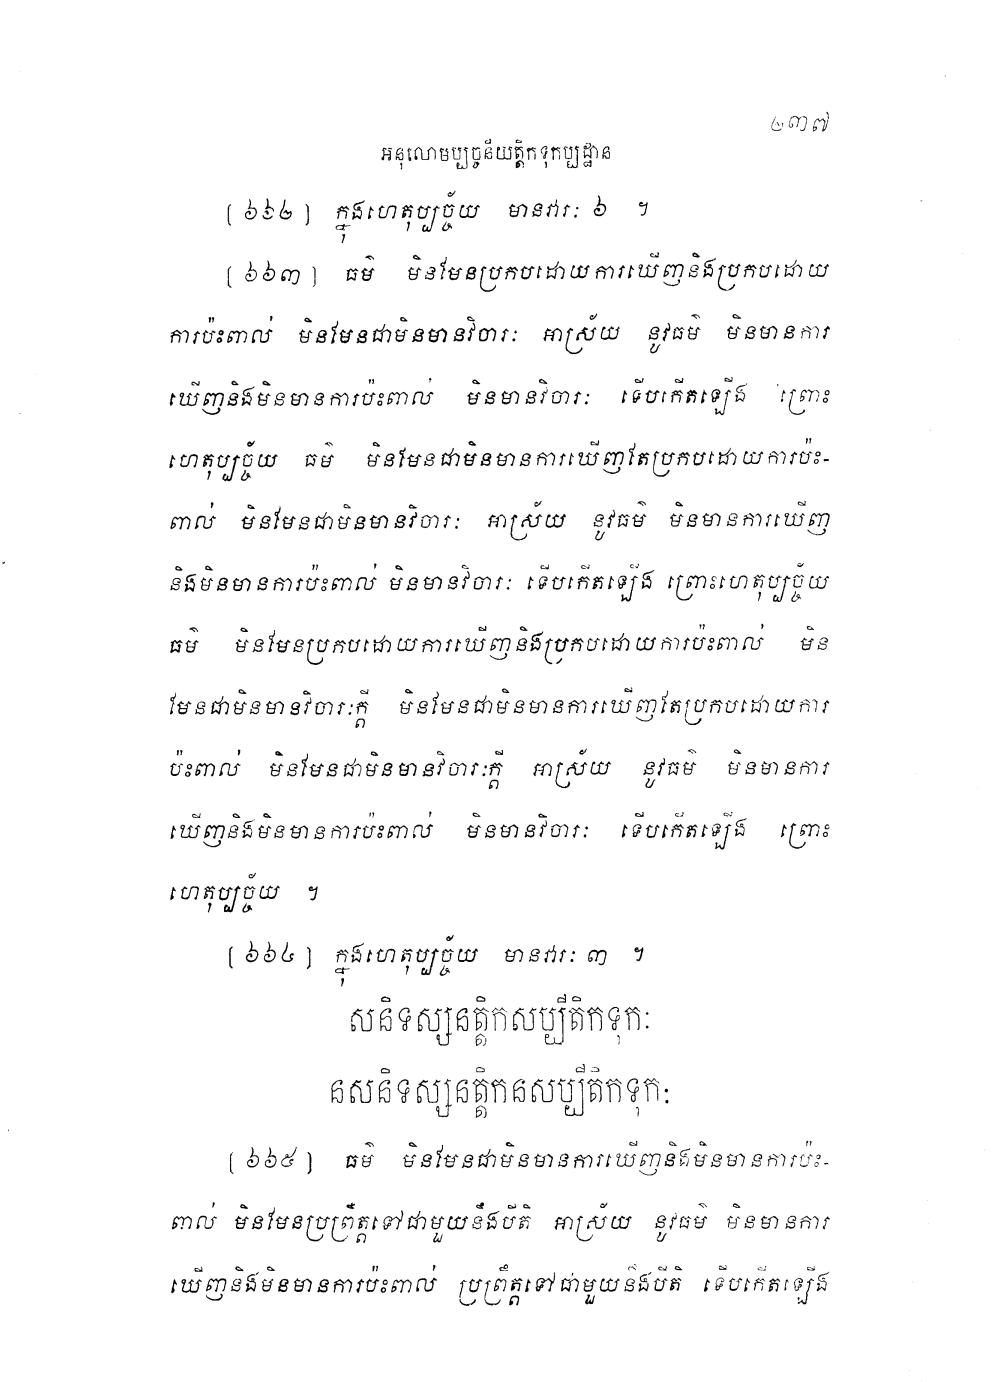 ២៣៧
អនុលោមប្បច្ចនីយត្តិកទុកប្បដ្ឋាន
[ ៦៦២ ] ក្នុងហេតុប្បច្ច័យ មានវារៈ ៦ ។
[ ៦៦៣ ] ធម៌ មិនមែនប្រកបដោយការឃើញនិងប្រកបដោយ
ការប៉ះពាល់ មិនមែនជាមិនមានវិចារៈ អាស្រ័យ នូវធម៌ មិនមានការ
ឃើញនិងមិនមានការប៉ះពាល់ មិនមានវិចារៈ ទើបកើតឡើង ព្រោះ
ហេតុប្បច្ច័យ ធម៌ មិនមែនជាមិនមានការឃើញតែប្រកបដោយការប៉ះ-
ពាល់ មិនមែនជាមិនមានវិចារៈ អាស្រ័យ នូវធម៌ មិនមានការឃើញ
និងមិនមានការប៉ះពាល់ មិនមានវិចារៈ ទើបកើតឡើង ព្រោះហេតុប្បច្ច័យ
ធម៌ មិនមែនប្រកបដោយការឃើញនិងប្រកបដោយការប៉ះពាល់ មិន
មែនជាមិនមានវិចារៈក្តី មិនមែនជាមិនមានការឃើញតែប្រកបដោយការ
ប៉ះពាល់ មិនមែនជាមិនមានវិចារៈក្តី អាស្រ័យ នូវធម៌ មិនមានការ
ឃើញនិងមិនមានការប៉ះពាល់ មិនមានវិចារៈ ទើបកើតឡើង ព្រោះ
ហេតុប្បច្ច័យ ។
[ ៦៦៤ ] ក្នុងហេតុប្បច្ច័យ មានវារៈ ៣ ។
សនិទស្សនត្តិកសប្បីតិកទុកៈ
នសនិទស្សនត្តិកនសប្បីតិកទុកៈ
[ ៦៦៥ ] ធម៌ មិនមែនជាមិនមានការឃើញនិងមិនមានការប៉ះ-
ពាល់ មិនមែនប្រព្រឹត្តទៅជាមួយនឹងបីតិ អាស្រ័យ នូវធម៌ មិនមានការ
ឃើញនិងមិនមានការប៉ះពាល់ ប្រព្រឹត្តទៅជាមួយនឹងបីតិ ទើបកើតឡើង